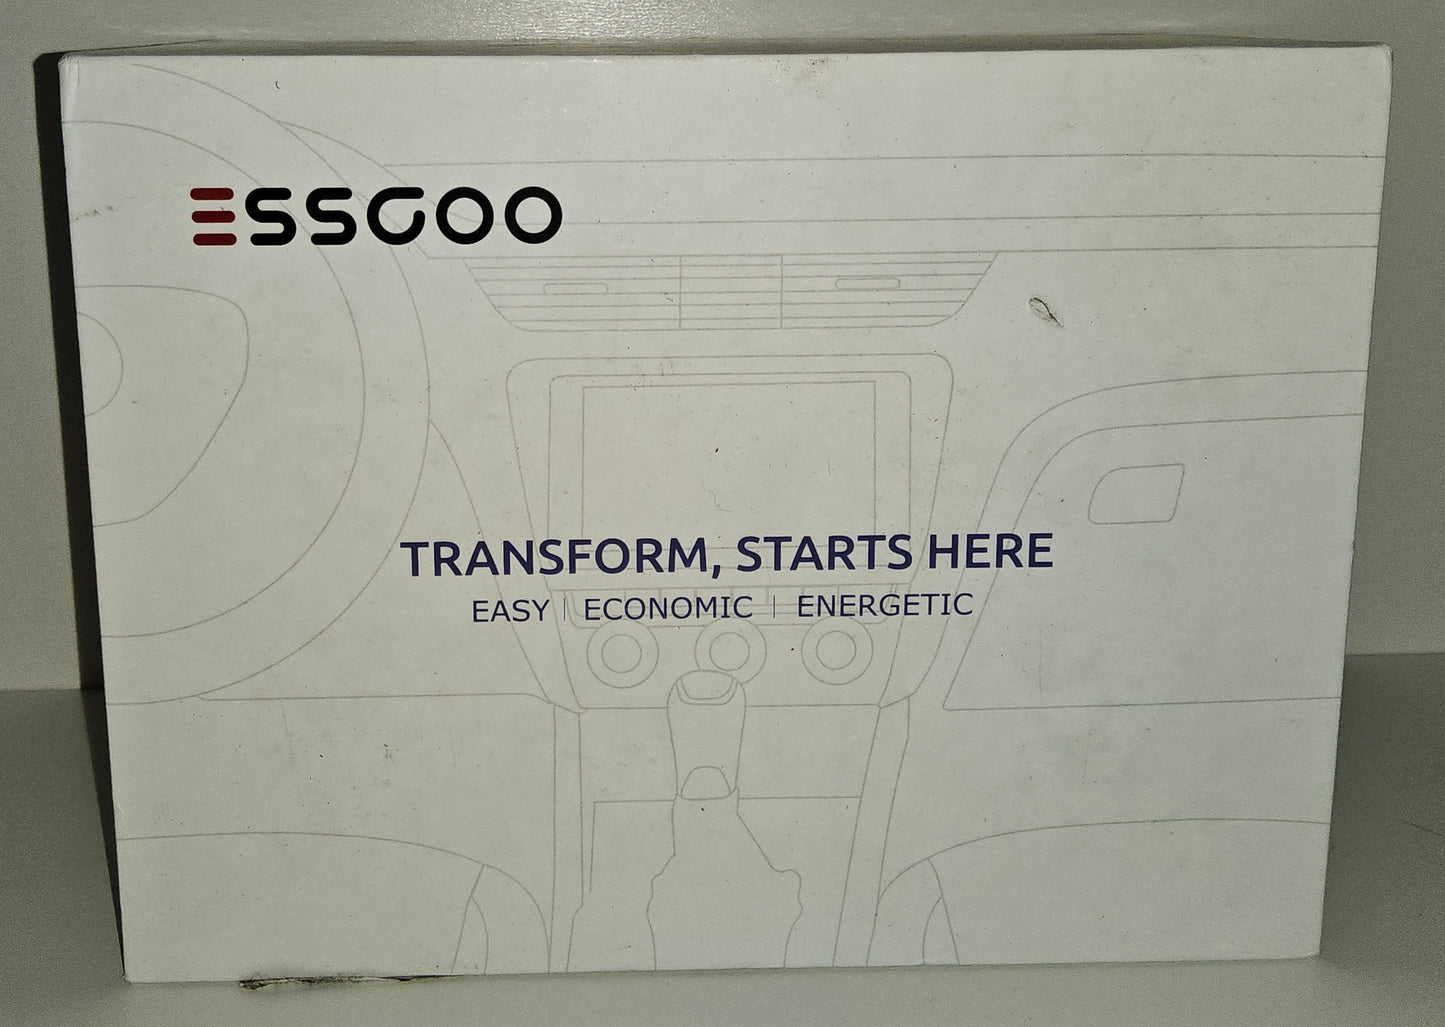 ESSGOO
TRANSFORM, STARTS HERE
EASY | ECONOMIC | ENERGETIC